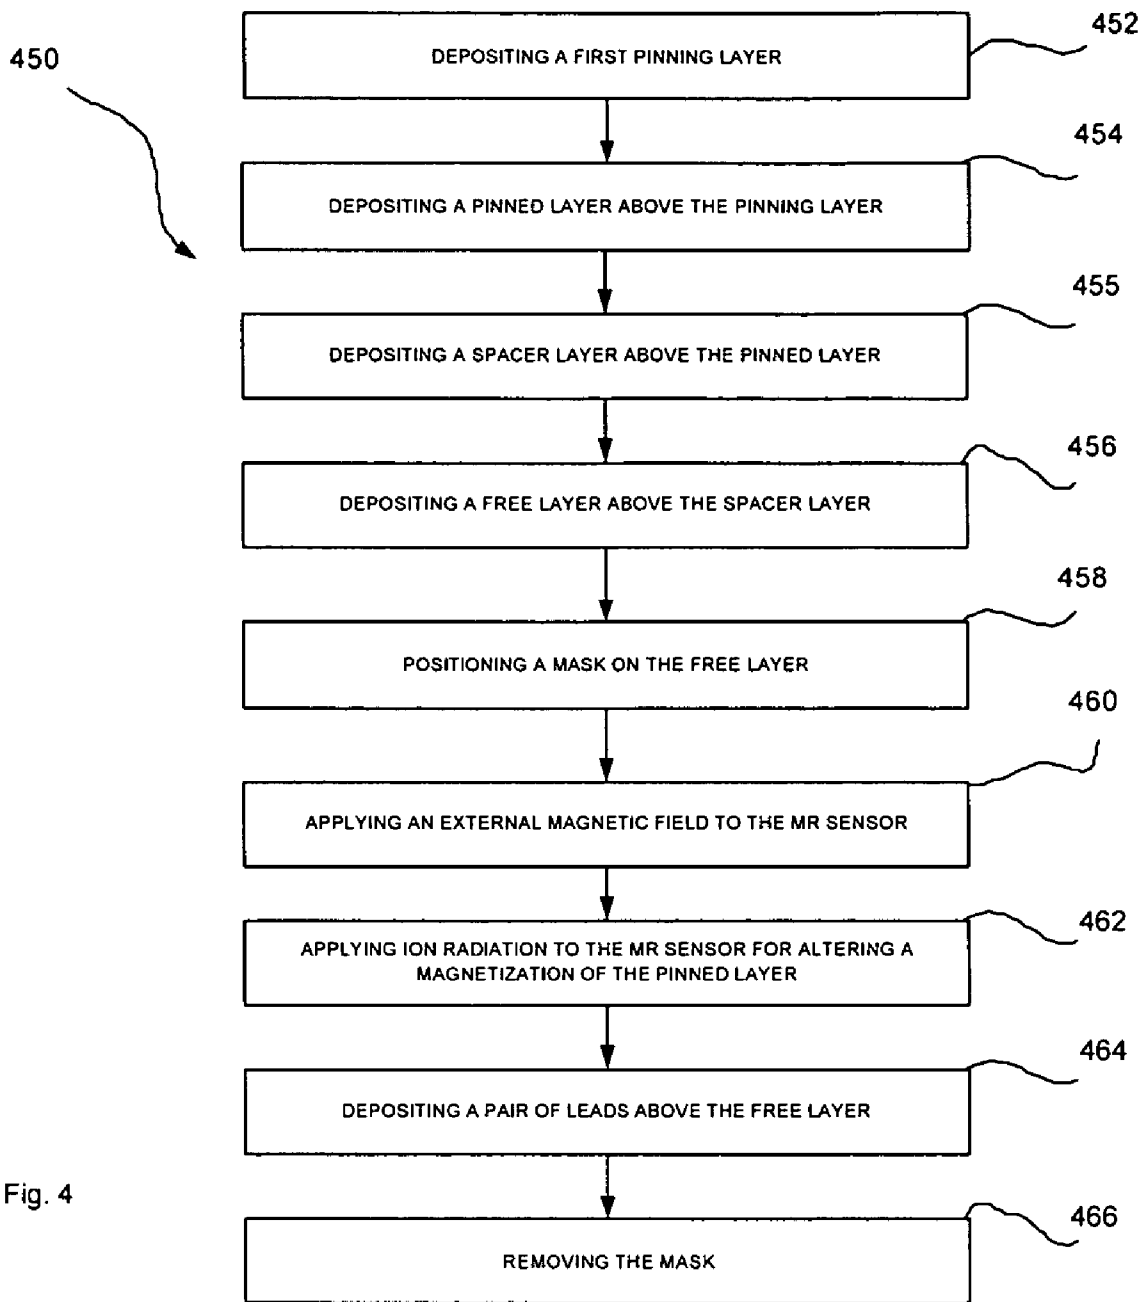 450
DEPOSITING A FIRST PINNING LAYER
452
DEPOSITING A PINNED LAYER ABOVE THE PINNING LAYER
454
DEPOSITING A SPACER LAYER ABOVE THE PINNED LAYER
455
DEPOSITING A FREE LAYER ABOVE THE SPACER LAYER
456
POSITIONING A MASK ON THE FREE LAYER
458
APPLYING AN EXTERNAL MAGNETIC FIELD TO THE MR SENSOR
460
APPLYING ION RADIATION TO THE MR SENSOR FOR ALTERING A
MAGNETIZATION OF THE PINNED LAYER
462
DEPOSITING A PAIR OF LEADS ABOVE THE FREE LAYER
464
REMOVING THE MASK
466
Fig. 4